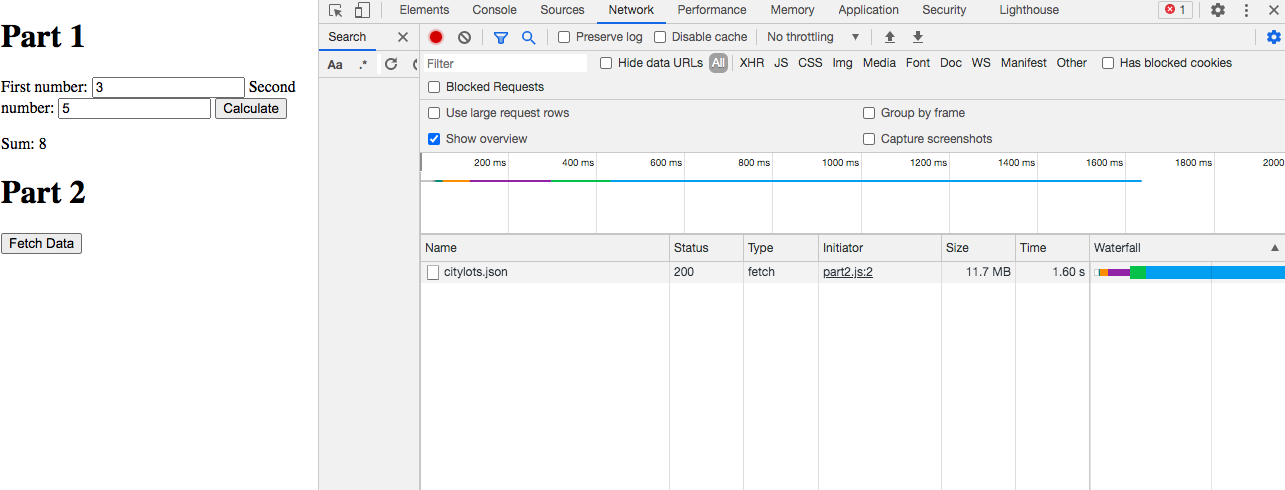 Part 1
First number: 3 Second
number: 5 Calculate
Sum: 8
Part 2
Fetch Data
Elements Console Sources Network Performance Memory Application Security Lighthouse 1
Search
Aa .*
Preserve log Disable cache No throttling
Filter Hide data URLs All XHR JS CSS Img Media Font Doc WS Manifest Other Has blocked cookies
Blocked Requests
Use large request rows Group by frame
Show overview Capture screenshots
200 ms 400 ms 600 ms 800 ms 1000 ms 1200 ms 1400 ms 1600 ms 1800 ms 2000
Name Status Type Initiator Size Time Waterfall
citylots.json 200 fetch part2.js:2 11.7 MB 1.60 s